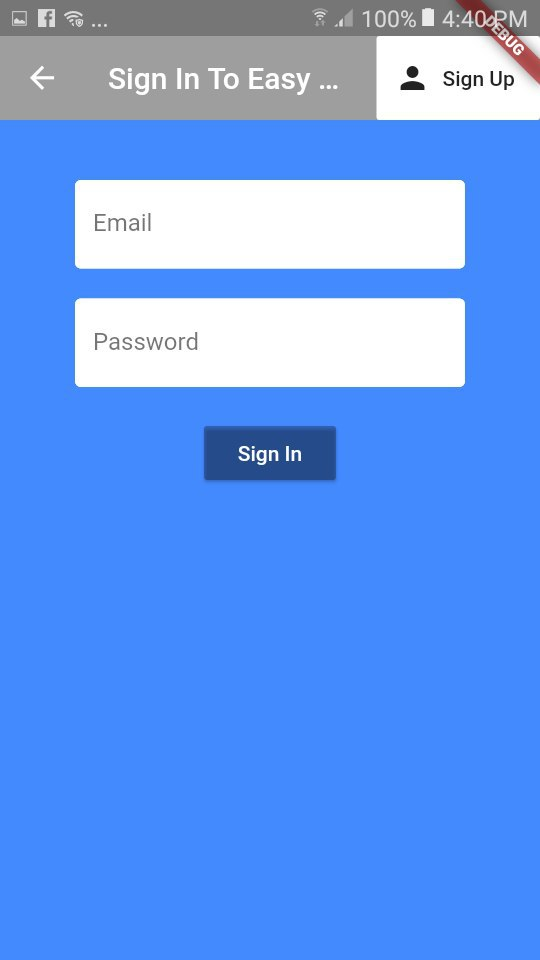 ... 100% 4:40 PM
DEBUG
Sign In To Easy ...
Sign Up
Email
Password
Sign In